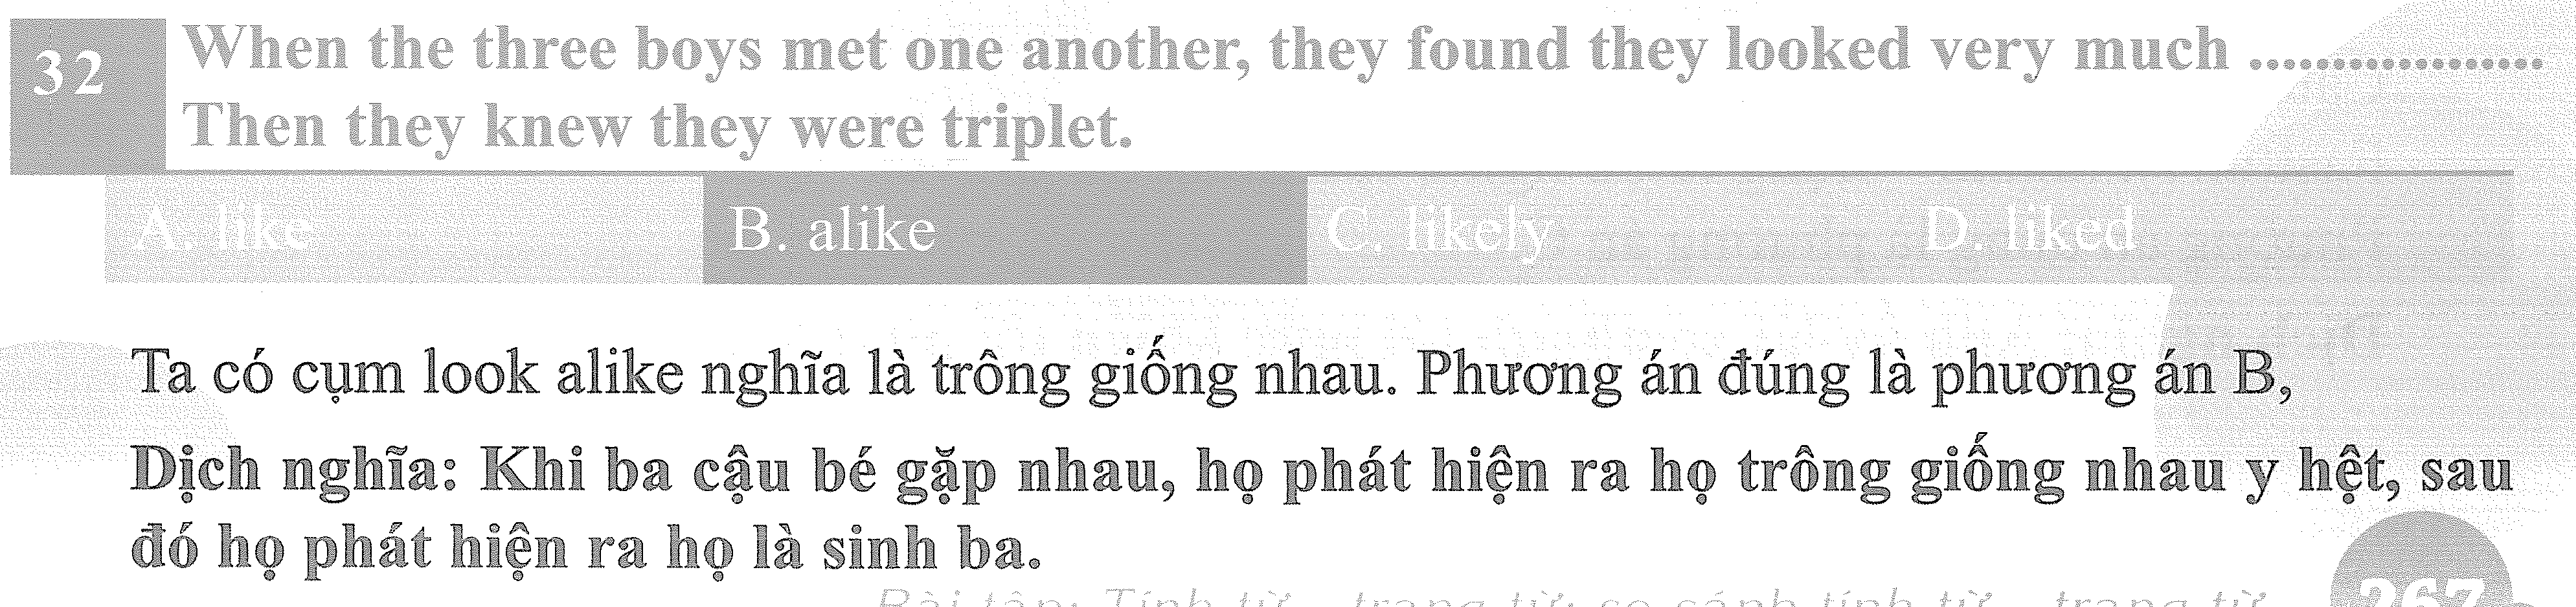 32
When the three boys met one another, they found they looked very much ..................
Then they knew they were triplet.
A. like B. alike C. likely D. liked
Ta có cụm look alike nghĩa là trông giống nhau. Phương án đúng là phương án B,
Dịch nghĩa: Khi ba cậu bé gặp nhau, họ phát hiện ra họ trông giống nhau y hệt, sau
đó họ phát hiện ra họ là sinh ba.
Bài tập: Tính từ - trạng từ; so sánh tính từ - trạng từ 267